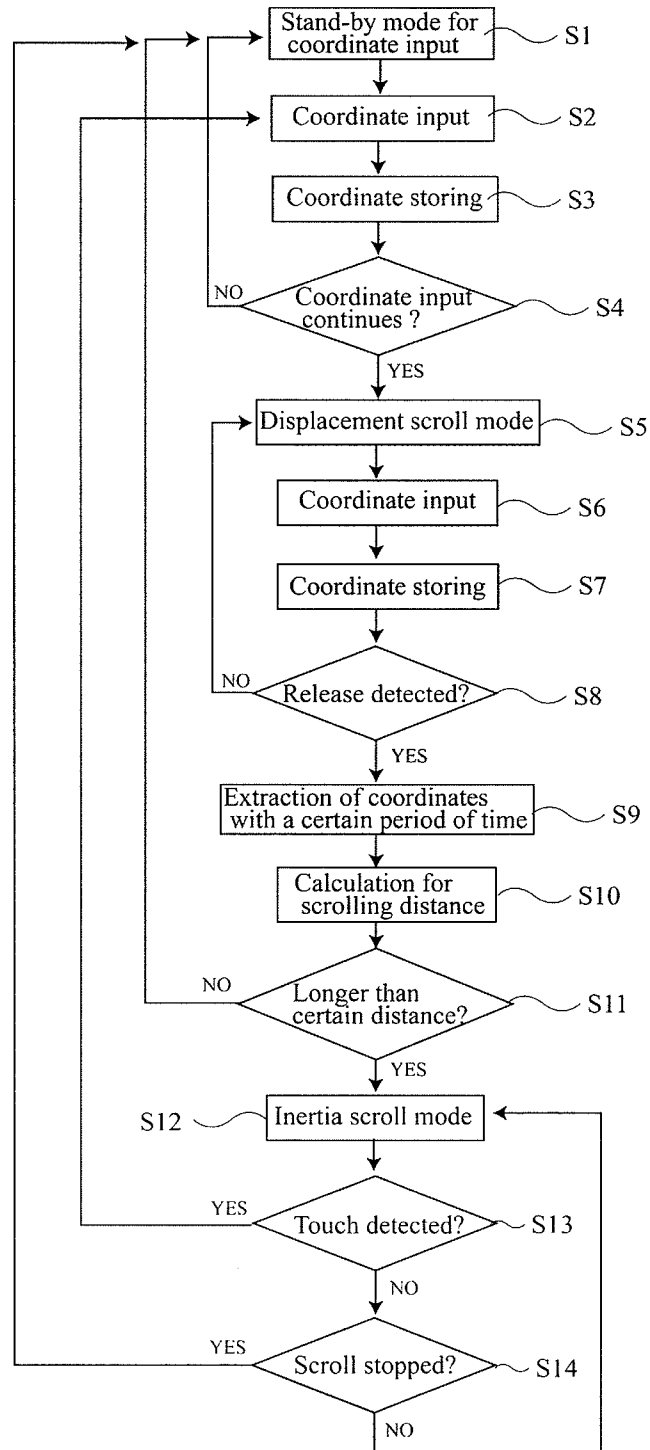 Stand-by mode for
coordinate input
S1
Coordinate input
S2
Coordinate storing
S3
NO
Coordinate input
continues ?
S4
YES
Displacement scroll mode
S5
Coordinate input
S6
Coordinate storing
S7
NO
Release detected?
S8
YES
Extraction of coordinates
with a certain period of time
S9
Calculation for
scrolling distance
S10
NO
Longer than
certain distance?
S11
YES
S12
Inertia scroll mode
YES
Touch detected?
S13
NO
YES
Scroll stopped?
S14
NO